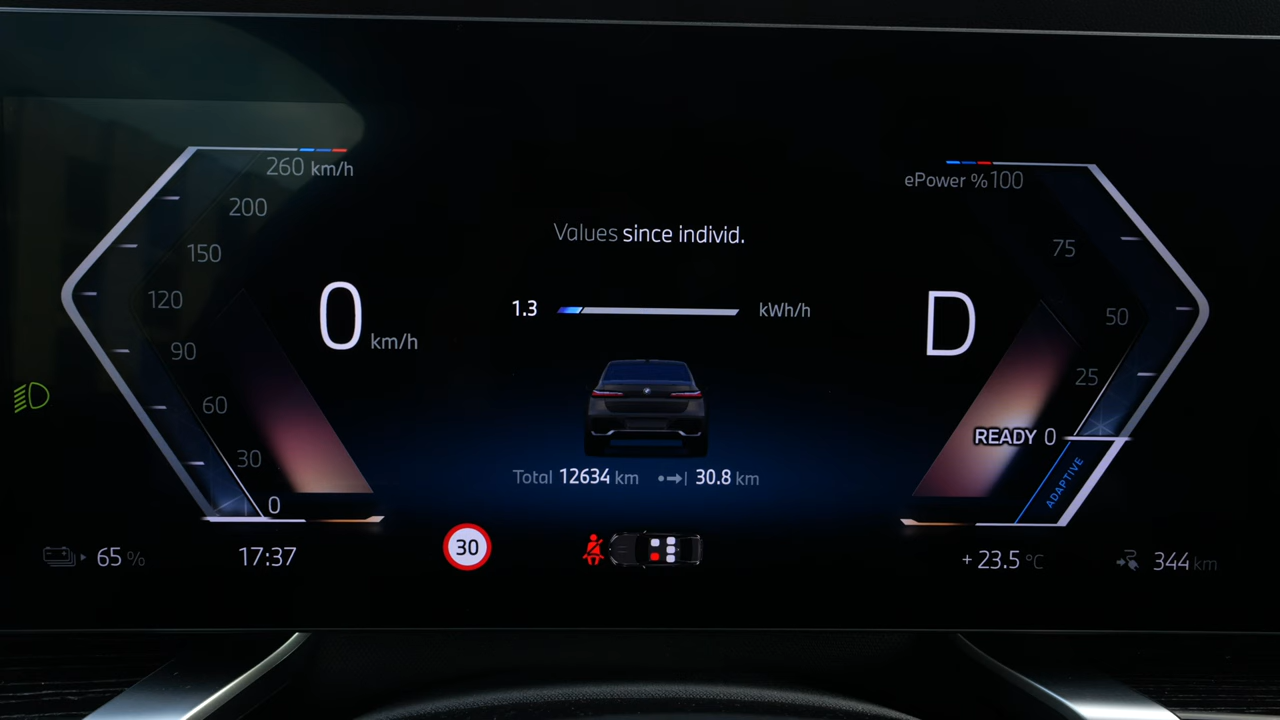 260 km/h
200
150
120
90
60
30
0
0 km/h
Values since individ.
1.3 kWh/h
Total 12634 km 30.8 km
ePower % 100
75
50
25
READY 0
ADAPTIVE
D
65 %
17:37
30
+ 23.5 °C
344 km